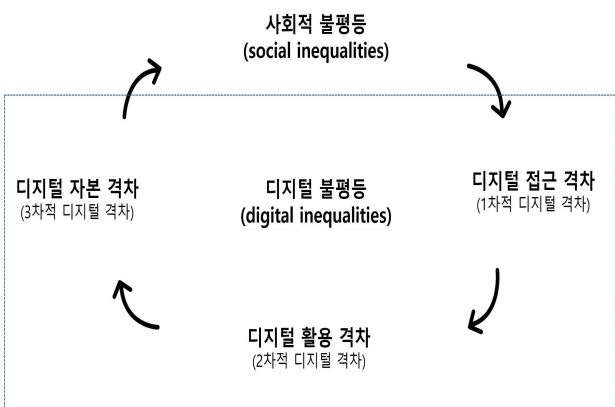 사회적 불평등
(social inequalities)
디지털 자본 격차
(3차적 디지털 격차)
디지털 불평등
(digital inequalities)
디지털 접근 격차
(1차적 디지털 격차)
디지털 활용 격차
(2차적 디지털 격차)